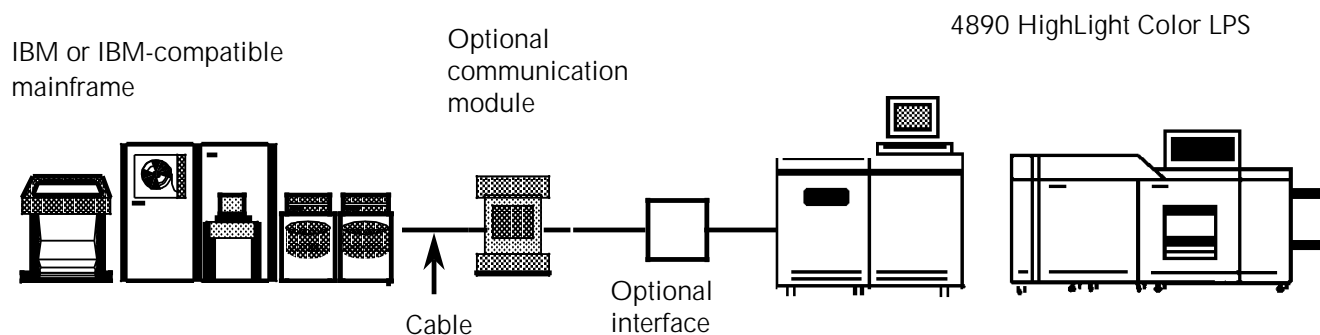 IBM or IBM-compatible
mainframe
Optional
communication
module
4890 HighLight Color LPS
Cable
Optional
interface